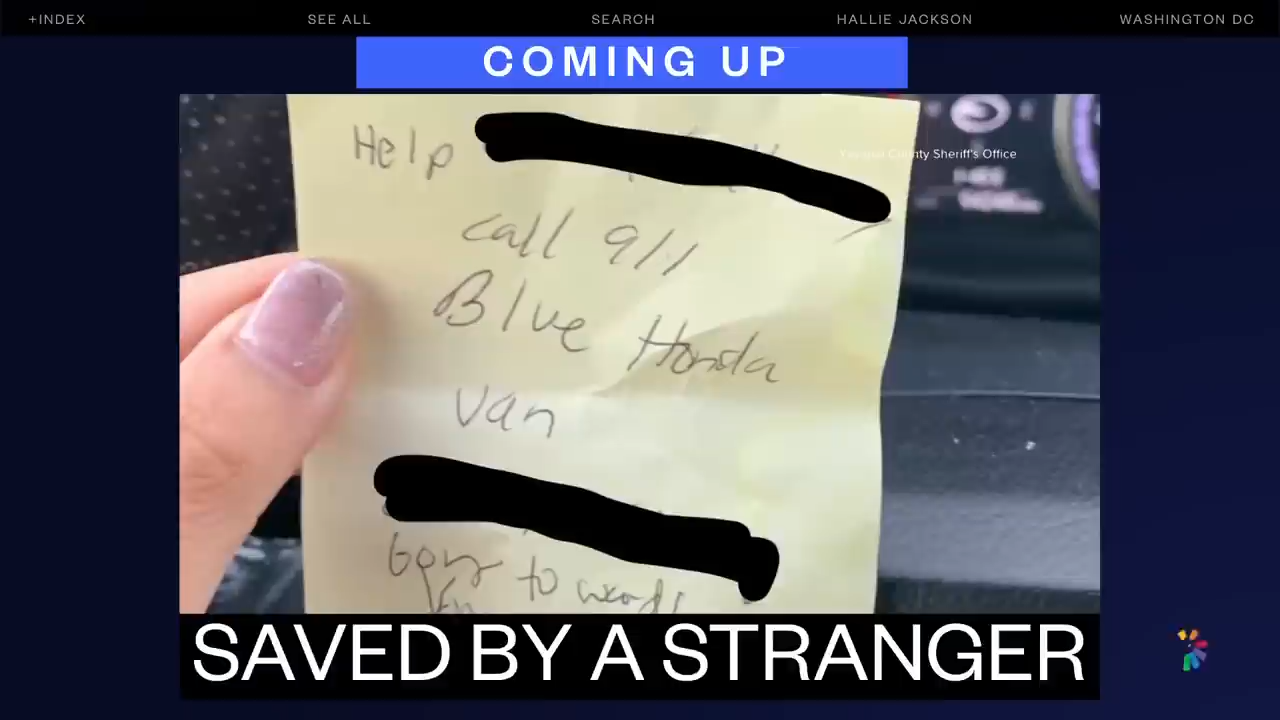 +INDEX SEE ALL SEARCH HALLIE JACKSON WASHINGTON DC
COMING UP
Help
County Sheriff's Office
call 911
Blue Honda
Van
to
SAVED BY A STRANGER